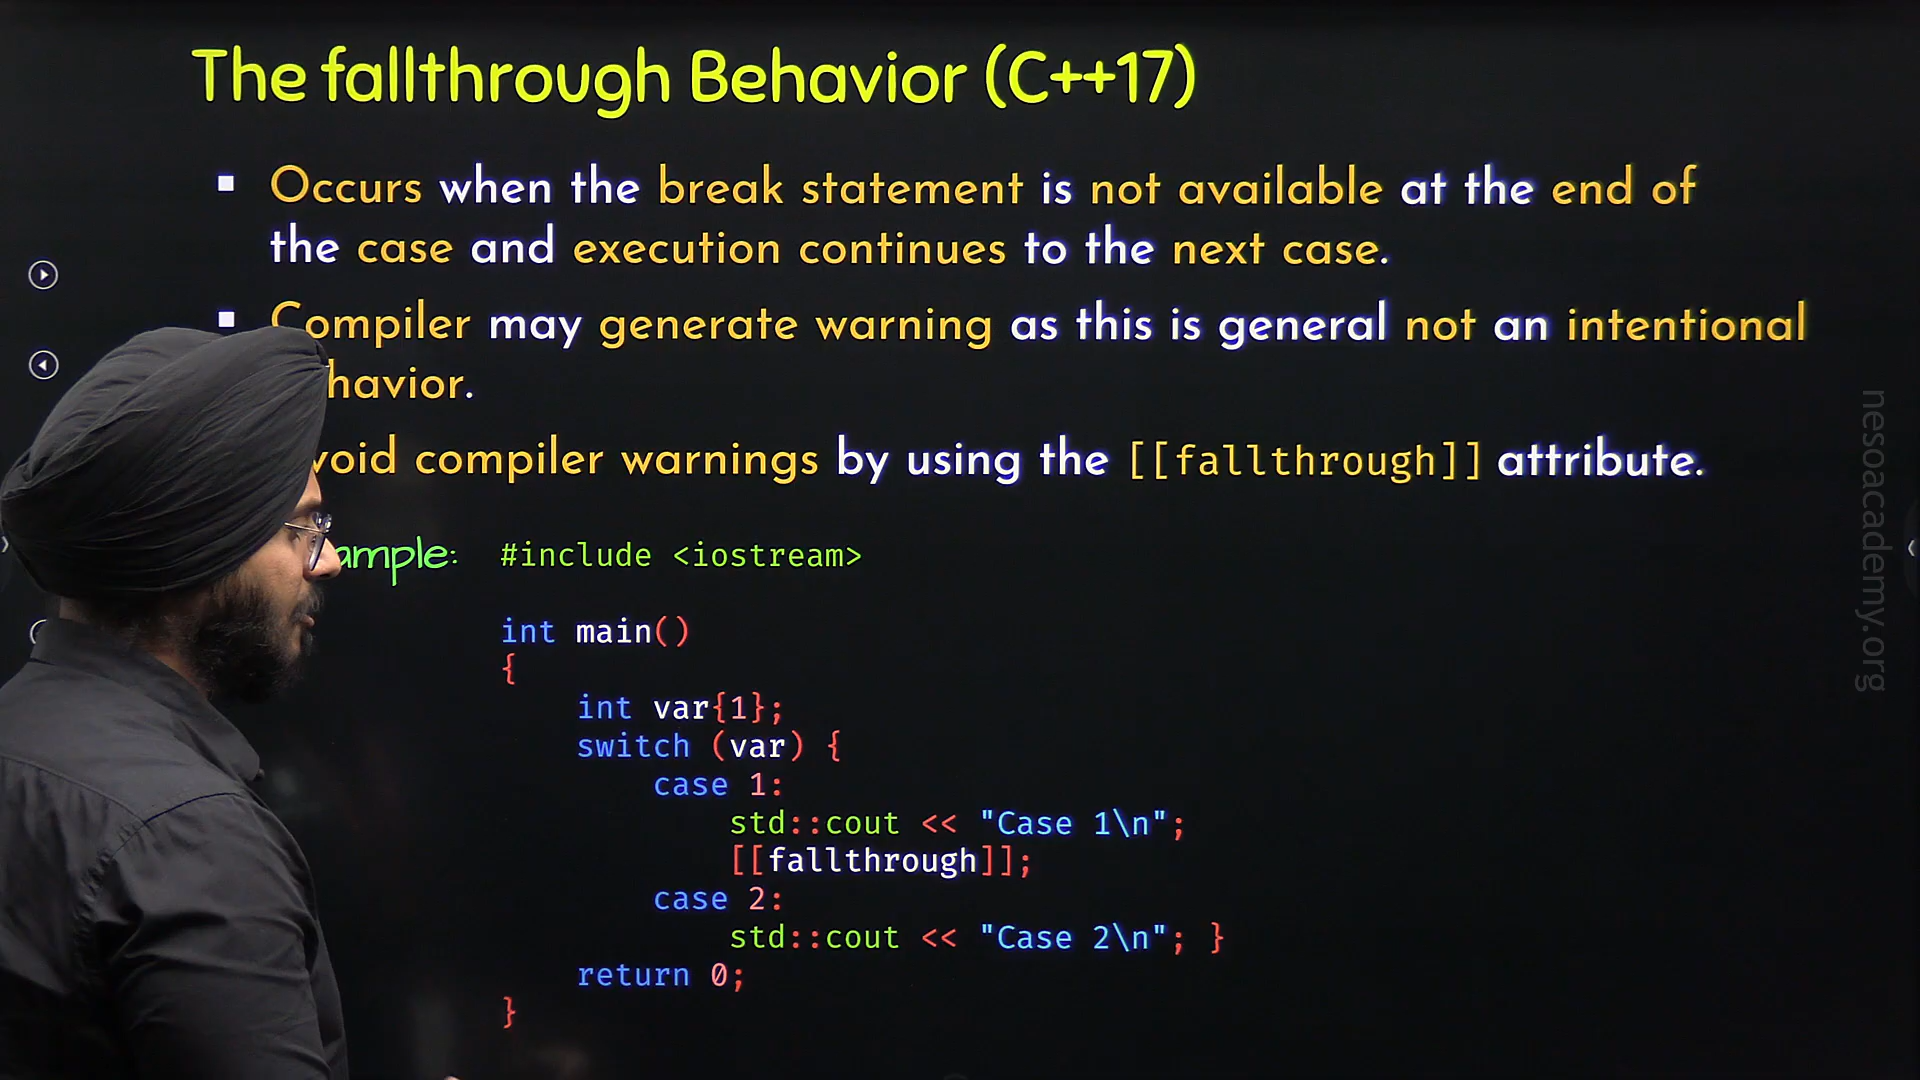 The fallthrough Behavior (C++17)
▪ Occurs when the break statement is not available at the end of
the case and execution continues to the next case.
▪ Compiler may generate warning as this is general not an intentional
havior.
void compiler warnings by using the [[fallthrough]] attribute.
ample: #include <iostream>
int main()
{
int var{1};
switch (var) {
case 1:
std::cout << "Case 1\n";
[[fallthrough]];
case 2:
std::cout << "Case 2\n"; }
return 0;
}
nesoacademy.org